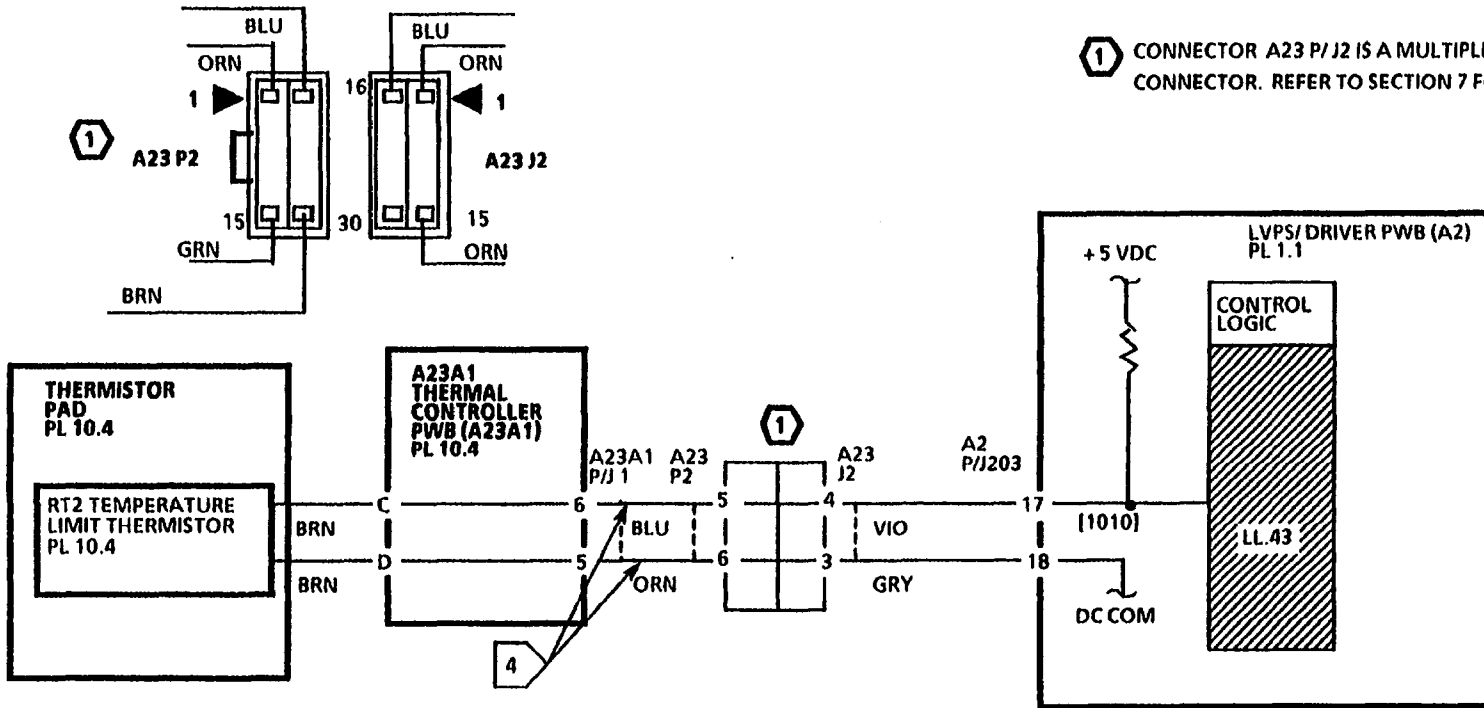 BLU
BLU
ORN
ORN
1
16
1
1
A23 P2
A23 J2
15
30
15
GRN
ORN
BRN
1 CONNECTOR A23 P/J2 IS A MULTIPLE
CONNECTOR. REFER TO SECTION 7 F
THERMISTOR
PAD
PL 10.4
RT2 TEMPERATURE
LIMIT THERMISTOR
PL 10.4
BRN
BRN
C
D
A23A1
THERMAL
CONTROLLER
PWB (A23A1)
PL 10.4
6
5
A23A1
P/J 1
A23
P2
BLU
ORN
4
1
5
6
4
3
A23
J2
VIO
GRY
A2
P/J203
17
18
LVPS/DRIVER PWB (A2)
PL 1.1
+5 VDC
[1010]
DC COM
CONTROL
LOGIC
LL.43